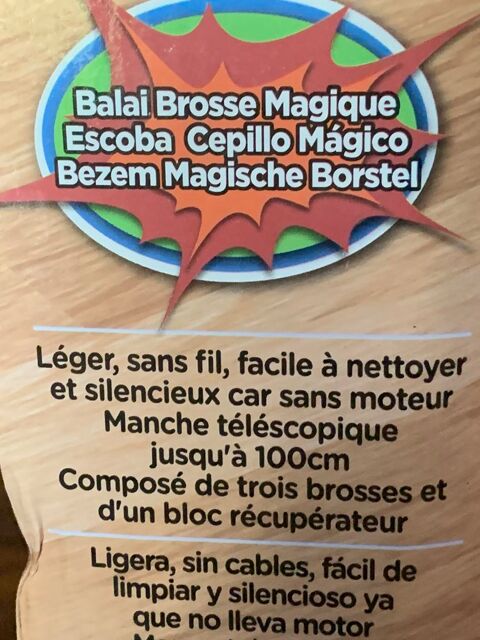 Balai Brosse Magique
Escoba Cepillo Mágico
Bezem Magische Borstel
Léger, sans fil, facile à nettoyer
et silencieux car sans moteur
Manche téléscopique
jusqu'à 100cm
Composé de trois brosses et
d'un bloc récupérateur
Ligera, sin cables, fácil de
limpiar y silencioso ya
que no lleva motor